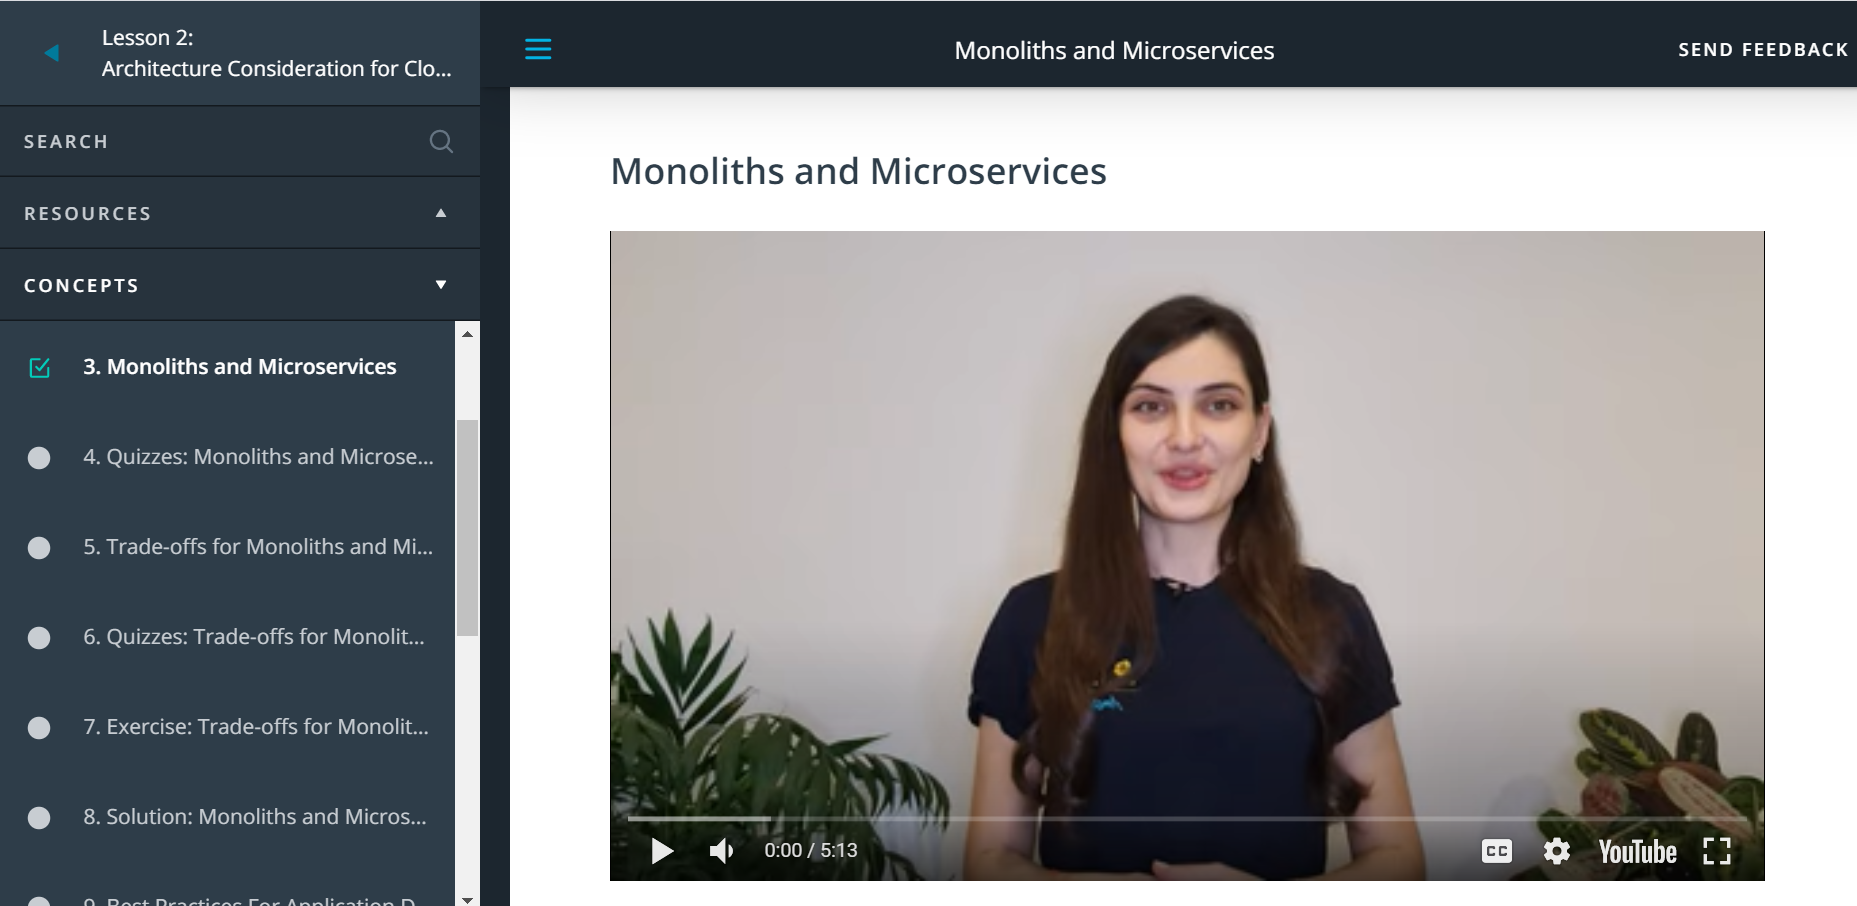 Lesson 2:
Architecture Consideration for Clo...
SEARCH
RESOURCES
CONCEPTS
3. Monoliths and Microservices
4. Quizzes: Monoliths and Microse...
5. Trade-offs for Monoliths and Mi...
6. Quizzes: Trade-offs for Monolit...
7. Exercise: Trade-offs for Monolit...
8. Solution: Monoliths and Micros...
9. Best Practices For Application D...
Monoliths and Microservices
SEND FEEDBACK
Monoliths and Microservices
0:00 / 5:13
CC
YouTube